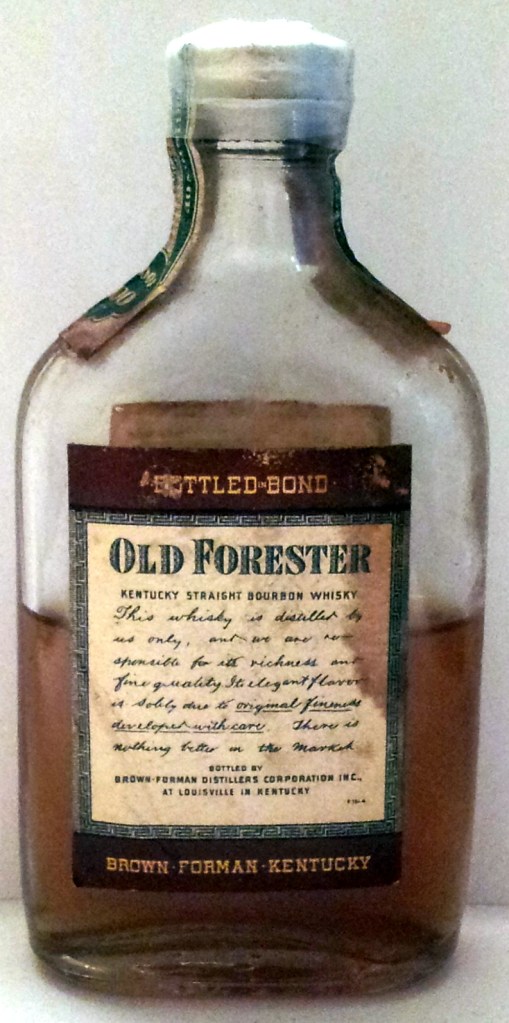 BOTTLED IN BOND
OLD FORESTER
KENTUCKY STRAIGHT BOURBON WHISKY
This whisky is distilled by
us only, and we are re-
sponsible for its richness and
fine quality Its elegant flavor
is solely due to original fineness
developed with care. There is
nothing better in the market
BOTTLED BY
BROWN-FORMAN DISTILLERS CORPORATION INC.,
AT LOUISVILLE IN KENTUCKY
BROWN·FORMAN·KENTUCKY